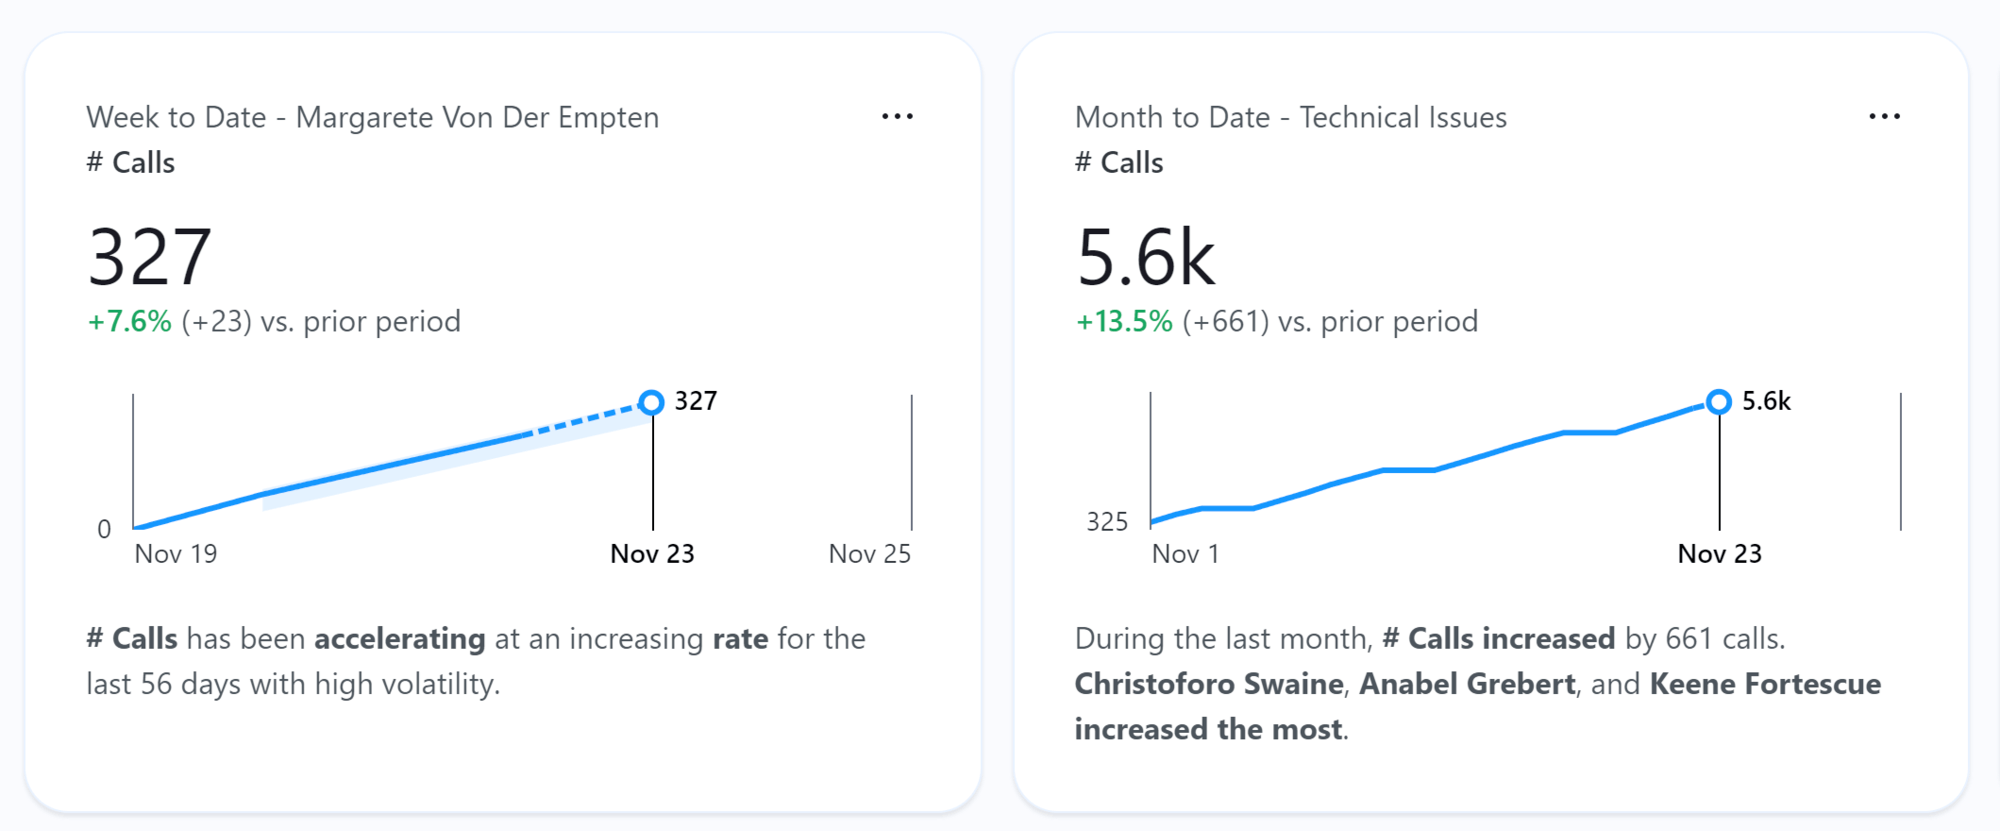 Week to Date - Margarete Von Der Empten
# Calls
327
+7.6% (+23) vs. prior period
327
0
Nov 19
Nov 23
Nov 25
# Calls has been accelerating at an increasing rate for the
last 56 days with high volatility.
Month to Date - Technical Issues
# Calls
5.6k
+13.5% (+661) vs. prior period
5.6k
325
Nov 1
Nov 23
During the last month, # Calls increased by 661 calls.
Christoforo Swaine, Anabel Grebert, and Keene Fortescue
increased the most.